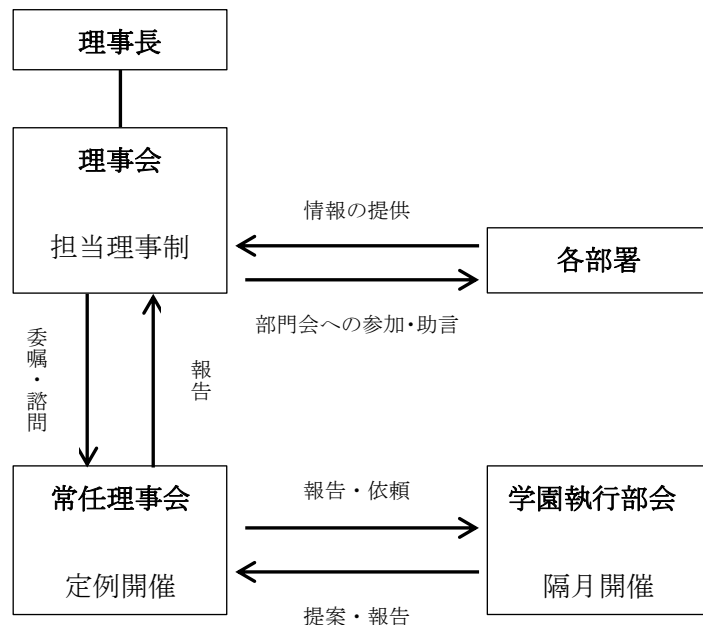 理事長
理事会
担当理事制
情報の提供
各部署
部門会への参加・助言
委嘱・諮問
報告
常任理事会
定例開催
報告・依頼
学園執行部会
隔月開催
提案・報告